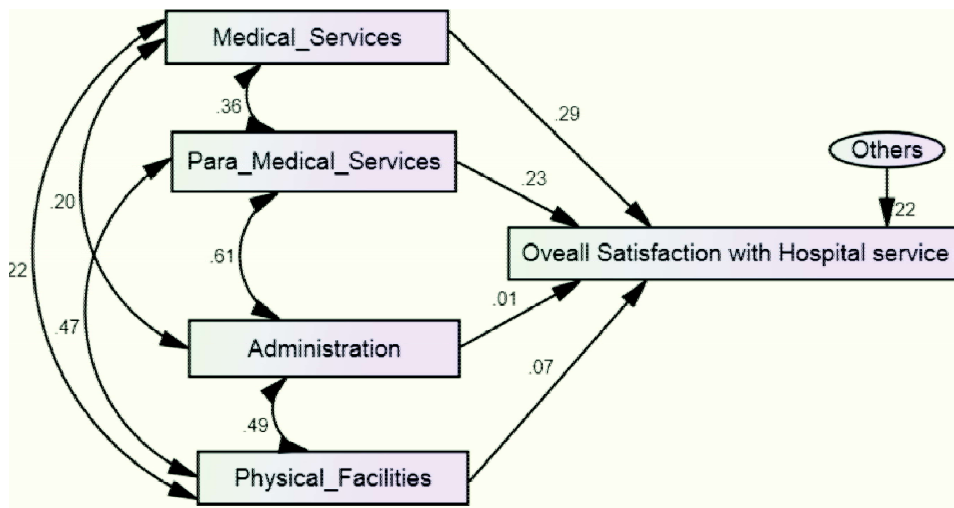 Medical_Services
.36
.29
Para_Medical_Services
.23
Others
.20
22
Oveall Satisfaction with Hospital service
.61
22
.01
.47
Administration
.07
.49
Physical_Facilities